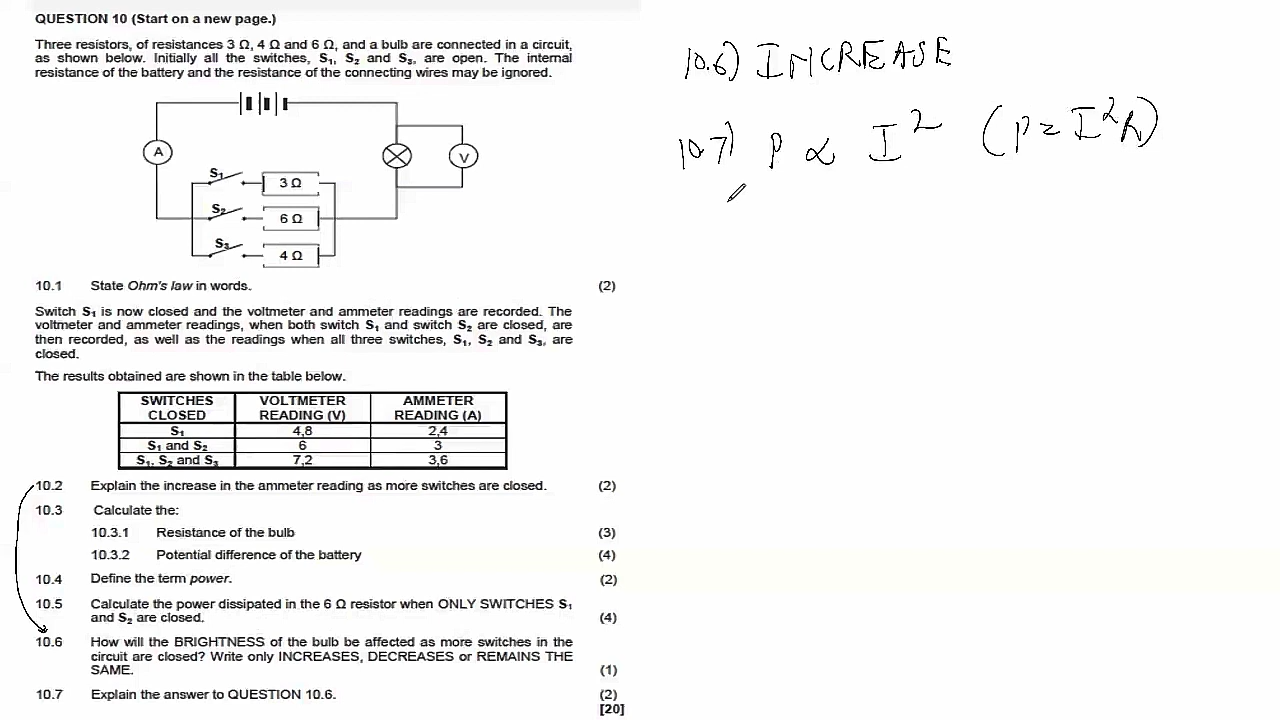 QUESTION 10 (Start on a new page.)
Three resistors, of resistances 3 Ω, 4 Ω and 6 Ω, and a bulb are connected in a circuit,
as shown below. Initially all the switches, S₁, S₂ and S₃, are open. The internal
resistance of the battery and the resistance of the connecting wires may be ignored.
A
V
S₁
3 Ω
S₂
6 Ω
S₃
4 Ω
10.1 State Ohm's law in words. (2)
Switch S₁ is now closed and the voltmeter and ammeter readings are recorded. The
voltmeter and ammeter readings, when both switch S₁ and switch S₂ are closed, are
then recorded, as well as the readings when all three switches, S₁, S₂ and S₃, are
closed.
The results obtained are shown in the table below.
SWITCHES CLOSED VOLTMETER READING (V) AMMETER READING (A)
S₁ 4,8 2,4
S₁ and S₂ 6 3
S₁, S₂ and S₃ 7,2 3,6
10.2 Explain the increase in the ammeter reading as more switches are closed. (2)
10.3 Calculate the:
10.3.1 Resistance of the bulb (3)
10.3.2 Potential difference of the battery (4)
10.4 Define the term power. (2)
10.5 Calculate the power dissipated in the 6 Ω resistor when ONLY SWITCHES S₁
and S₂ are closed. (4)
10.6 How will the BRIGHTNESS of the bulb be affected as more switches in the
circuit are closed? Write only INCREASES, DECREASES or REMAINS THE
SAME. (1)
10.7 Explain the answer to QUESTION 10.6. (2)
[20]
10.6) INCREASE
10.7) P ∝ I² (P = I²R)